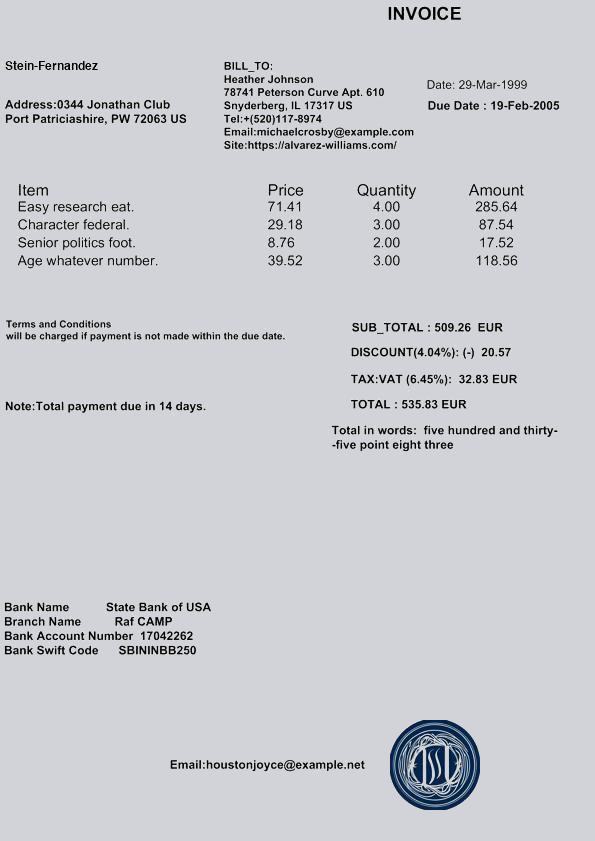 INVOICE
Stein-Fernandez
Address:0344 Jonathan Club
Port Patriciashire, PW 72063 US
BILL_TO:
Heather Johnson
78741 Peterson Curve Apt. 610
Snyderberg, IL 17317 US
Tel:+(520)117-8974
Email:michaelcrosby@example.com
Site:https://alvarez-williams.com/
Date: 29-Mar-1999
Due Date : 19-Feb-2005
Item Price Quantity Amount
Easy research eat. 71.41 4.00 285.64
Character federal. 29.18 3.00 87.54
Senior politics foot. 8.76 2.00 17.52
Age whatever number. 39.52 3.00 118.56
Terms and Conditions
will be charged if payment is not made within the due date.
Note:Total payment due in 14 days.
SUB_TOTAL : 509.26 EUR
DISCOUNT(4.04%): (-) 20.57
TAX:VAT (6.45%): 32.83 EUR
TOTAL : 535.83 EUR
Total in words: five hundred and thirty-
-five point eight three
Bank Name State Bank of USA
Branch Name Raf CAMP
Bank Account Number 17042262
Bank Swift Code SBININBB250
Email:houstonjoyce@example.net